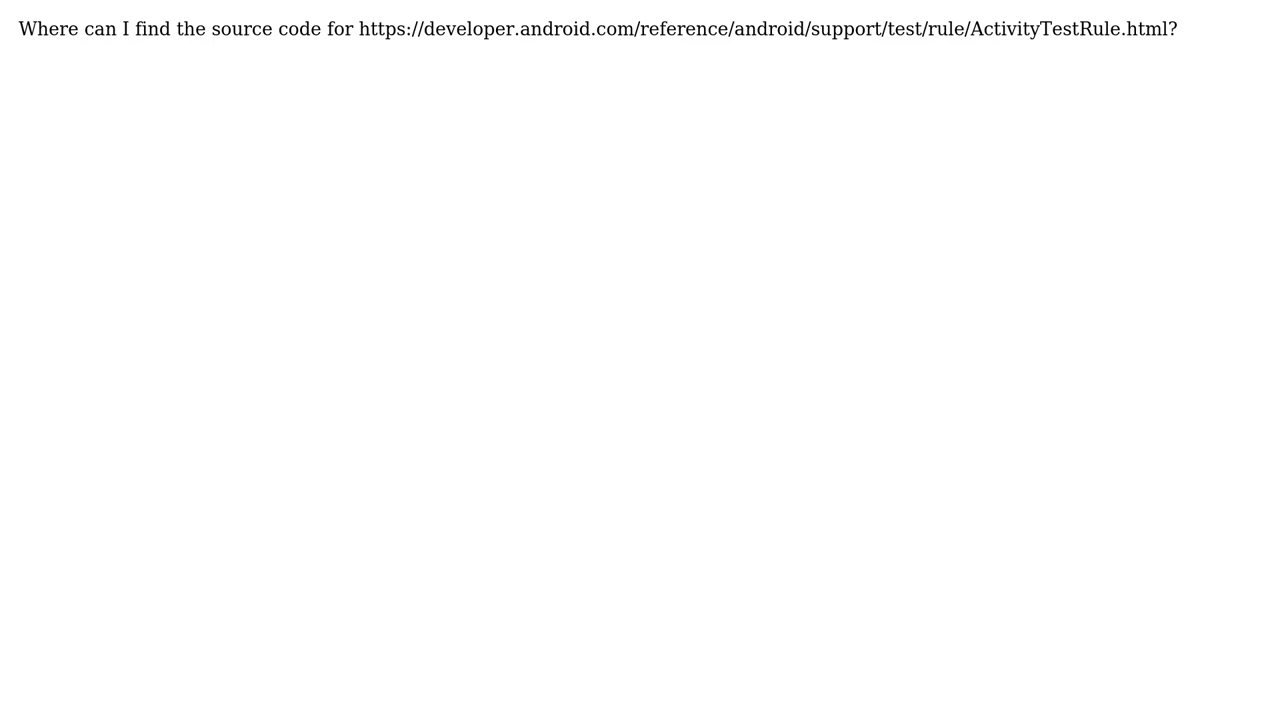 Where can I find the source code for https://developer.android.com/reference/android/support/test/rule/ActivityTestRule.html?